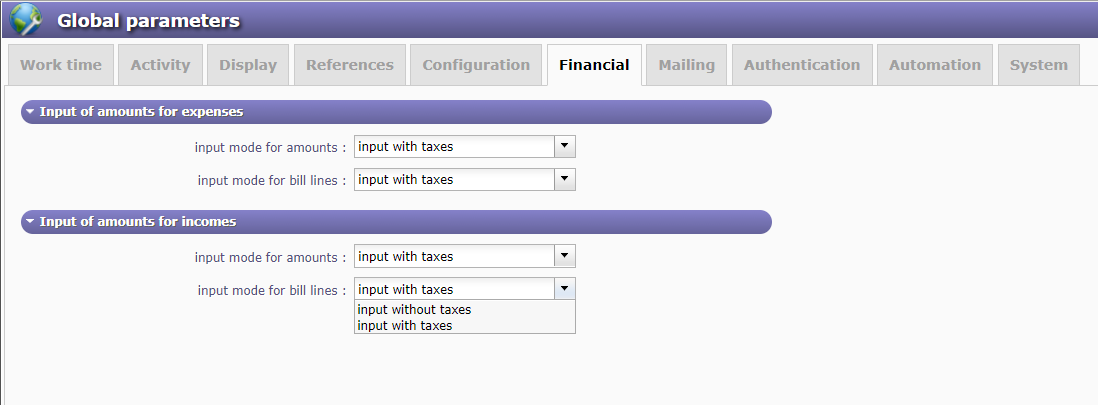 Global parameters
Work time Activity Display References Configuration Financial Mailing Authentication Automation System
Input of amounts for expenses
input mode for amounts : input with taxes
input mode for bill lines : input with taxes
Input of amounts for incomes
input mode for amounts : input with taxes
input mode for bill lines : input with taxes
input without taxes
input with taxes